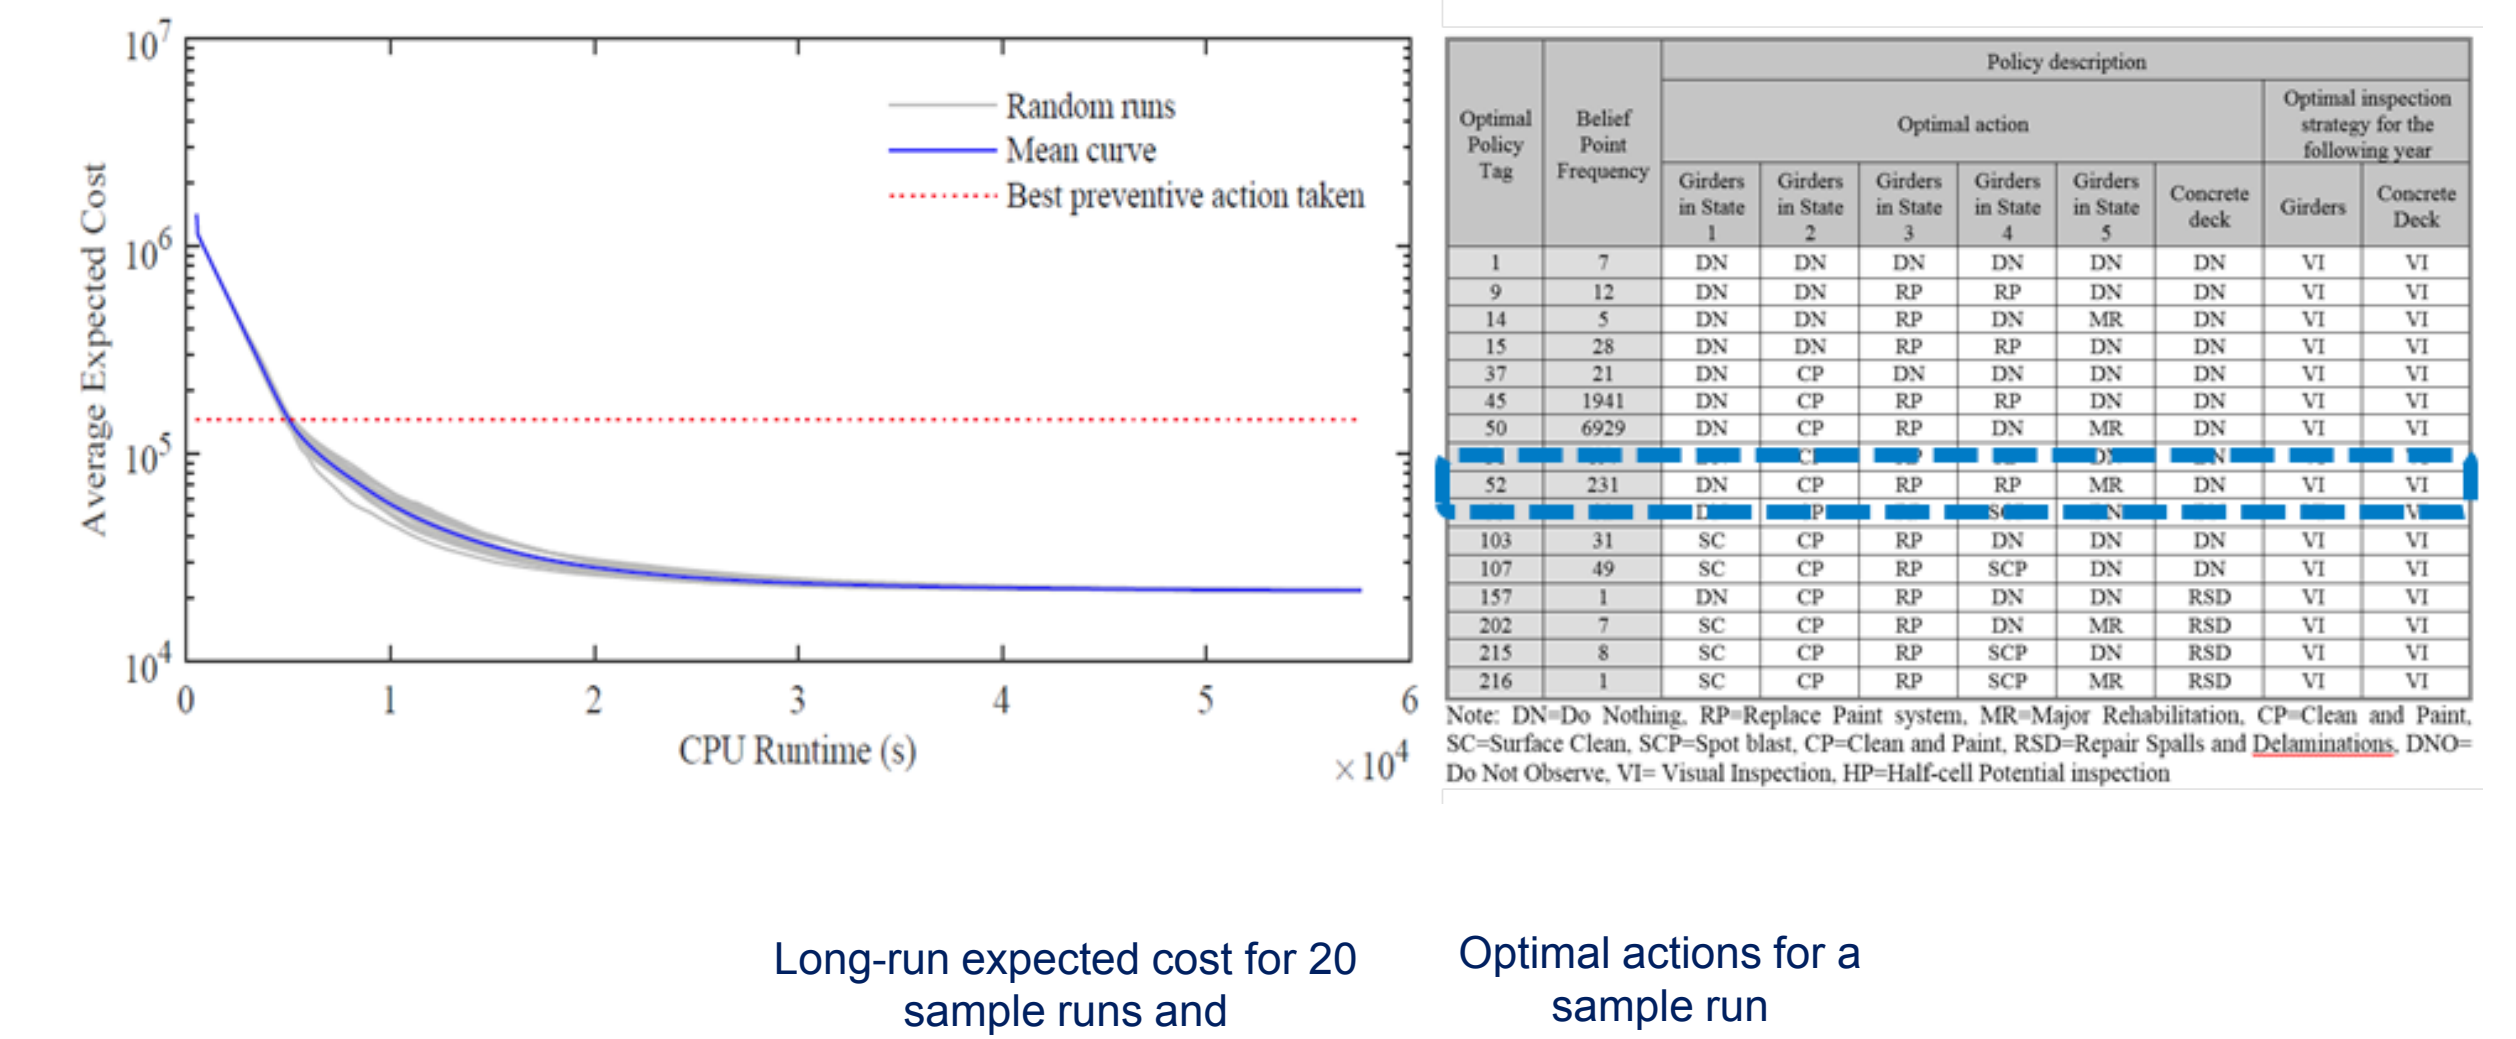 10^7
10^6
10^5
10^4
Average Expected Cost
Random runs
Mean curve
Best preventive action taken
0 1 2 3 4 5 6
CPU Runtime (s)
×10^4
Policy description
Optimal Policy Tag
Belief Point Frequency
Optimal action
Optimal inspection strategy for the following year
Girders in State 1
Girders in State 2
Girders in State 3
Girders in State 4
Girders in State 5
Concrete deck
Girders
Concrete Deck
1 7 DN DN DN DN DN DN VI VI
9 12 DN DN RP RP DN DN VI VI
14 5 DN DN RP DN MR DN VI VI
15 28 DN DN RP RP DN DN VI VI
37 21 DN CP DN DN DN DN VI VI
45 1941 DN CP RP RP DN DN VI VI
50 6929 DN CP RP DN MR DN VI VI
52 231 DN CP RP RP MR DN VI VI
103 31 SC CP RP DN DN DN VI VI
107 49 SC CP RP SCP DN DN VI VI
157 1 DN CP RP DN DN RSD VI VI
202 7 SC CP RP DN MR RSD VI VI
215 8 SC CP RP SCP DN RSD VI VI
216 1 SC CP RP SCP MR RSD VI VI
Note: DN=Do Nothing, RP=Replace Paint system, MR=Major Rehabilitation, CP=Clean and Paint,
SC=Surface Clean, SCP=Spot blast, CP=Clean and Paint, RSD=Repair Spalls and Delaminations, DNO=
Do Not Observe, VI= Visual Inspection, HP=Half-cell Potential inspection
Long-run expected cost for 20
sample runs and
Optimal actions for a
sample run